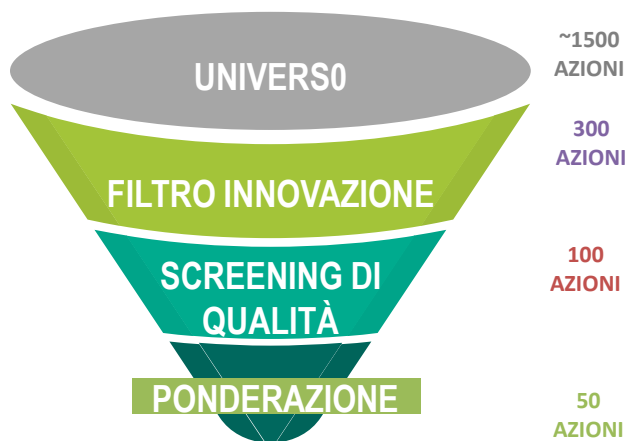 ~1500
AZIONI
UNIVERS0
300
AZIONI
FILTRO INNOVAZIONE
100
AZIONI
SCREENING DI
QUALITÀ
PONDERAZIONE
50
AZIONI